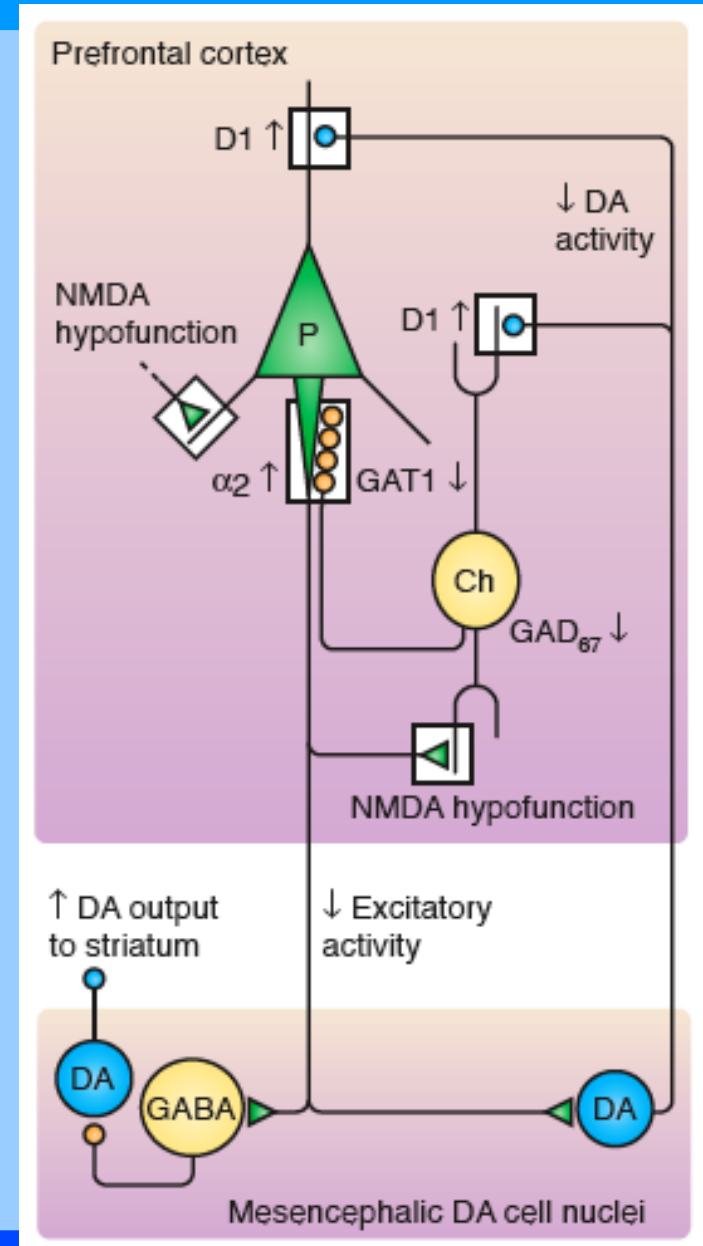 Prefrontal cortex
D1 ↑
↓ DA
activity
NMDA
hypofunction
P
D1 ↑
α2 ↑
GAT1 ↓
Ch
GAD₆₇ ↓
NMDA hypofunction
↑ DA output
to striatum
↓ Excitatory
activity
DA
GABA
DA
Mesencephalic DA cell nuclei